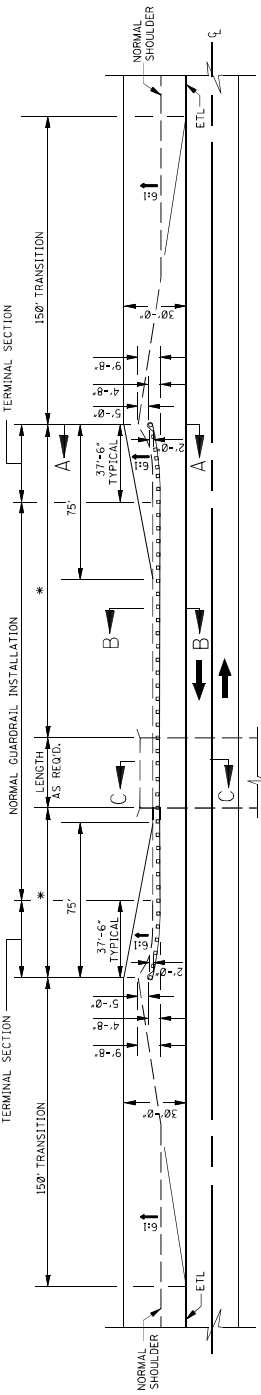 TERMINAL SECTION
TERMINAL SECTION
NORMAL GUARDRAIL INSTALLATION
150' TRANSITION
*
LENGTH
AS REQ'D.
*
150' TRANSITION
75'
75'
37'-6"
TYPICAL
37'-6"
TYPICAL
NORMAL
SHOULDER
6:1
30'-0"
9'-8"
4'-8"
5'-0"
2'-0"
6:1
C
B
A
6:1
2'-0"
5'-0"
4'-8"
9'-8"
30'-0"
6:1
NORMAL
SHOULDER
ETL
C
B
A
ETL
℄